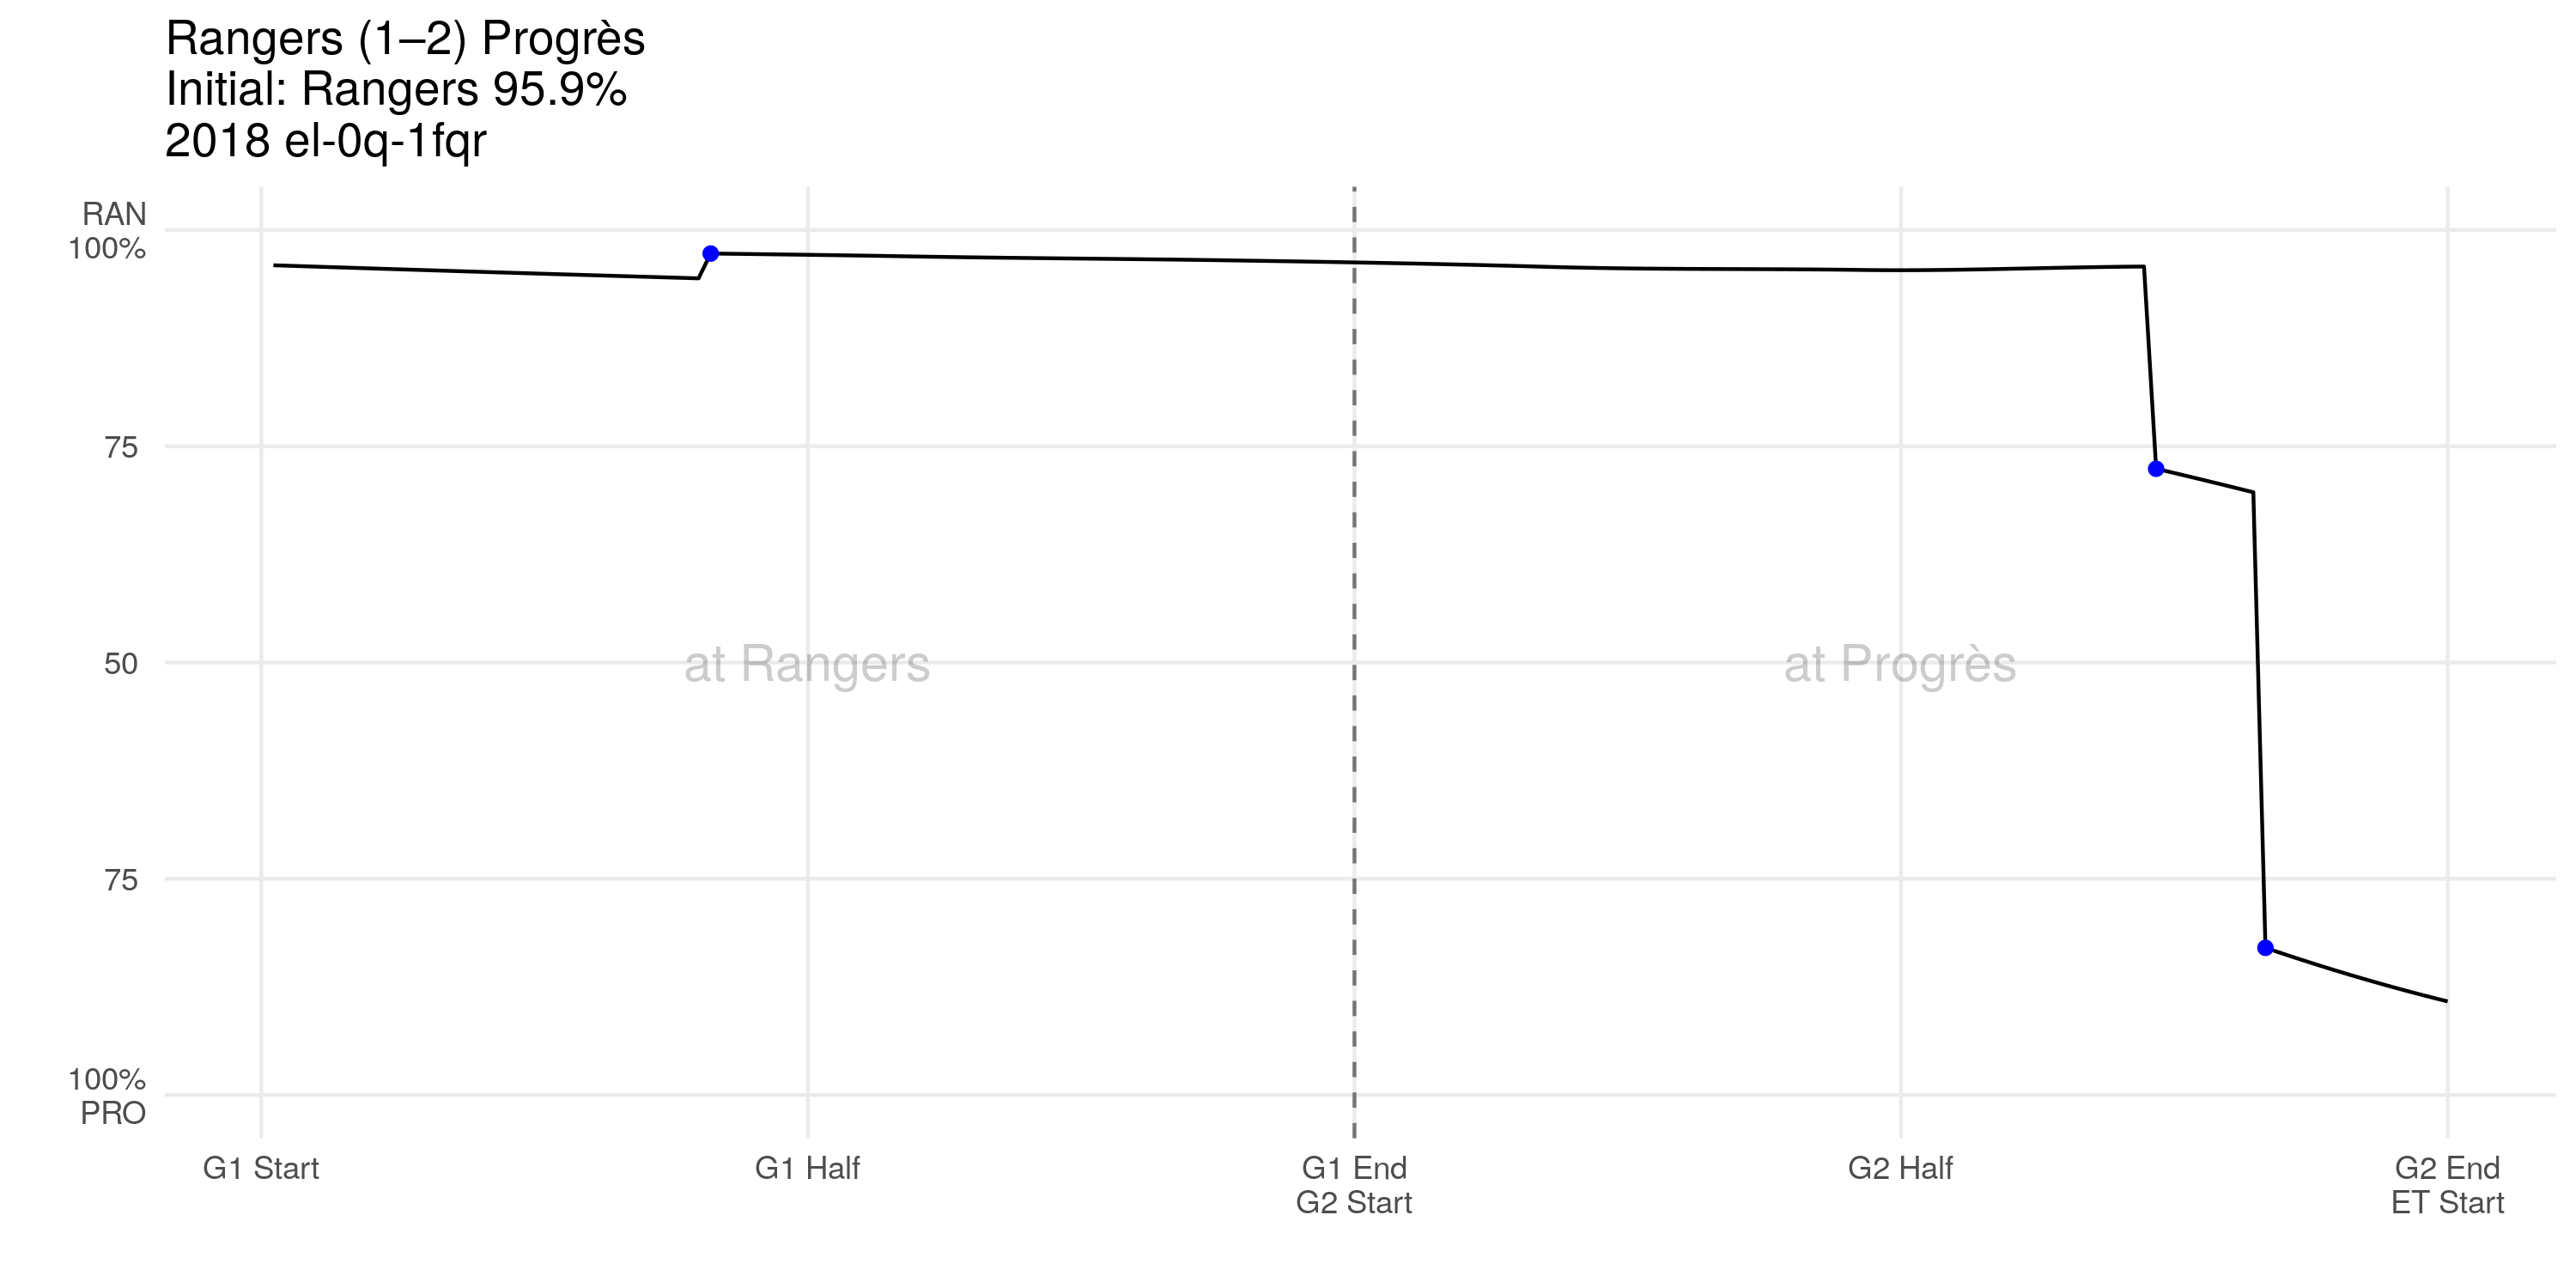 Rangers (1–2) Progrès
Initial: Rangers 95.9%
2018 el-0q-1fqr
RAN
100%
75
50
75
100%
PRO
at Rangers
at Progrès
G1 Start
G1 Half
G1 End
G2 Start
G2 Half
G2 End
ET Start